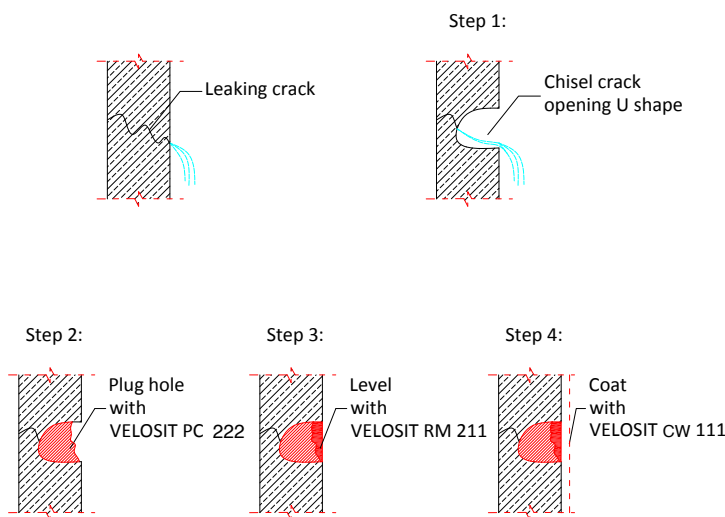 Step 1:
Leaking crack
Chisel crack
opening U shape
Step 2:
Plug hole
with
VELOSIT PC 222
Step 3:
Level
with
VELOSIT RM 211
Step 4:
Coat
with
VELOSIT CW 111